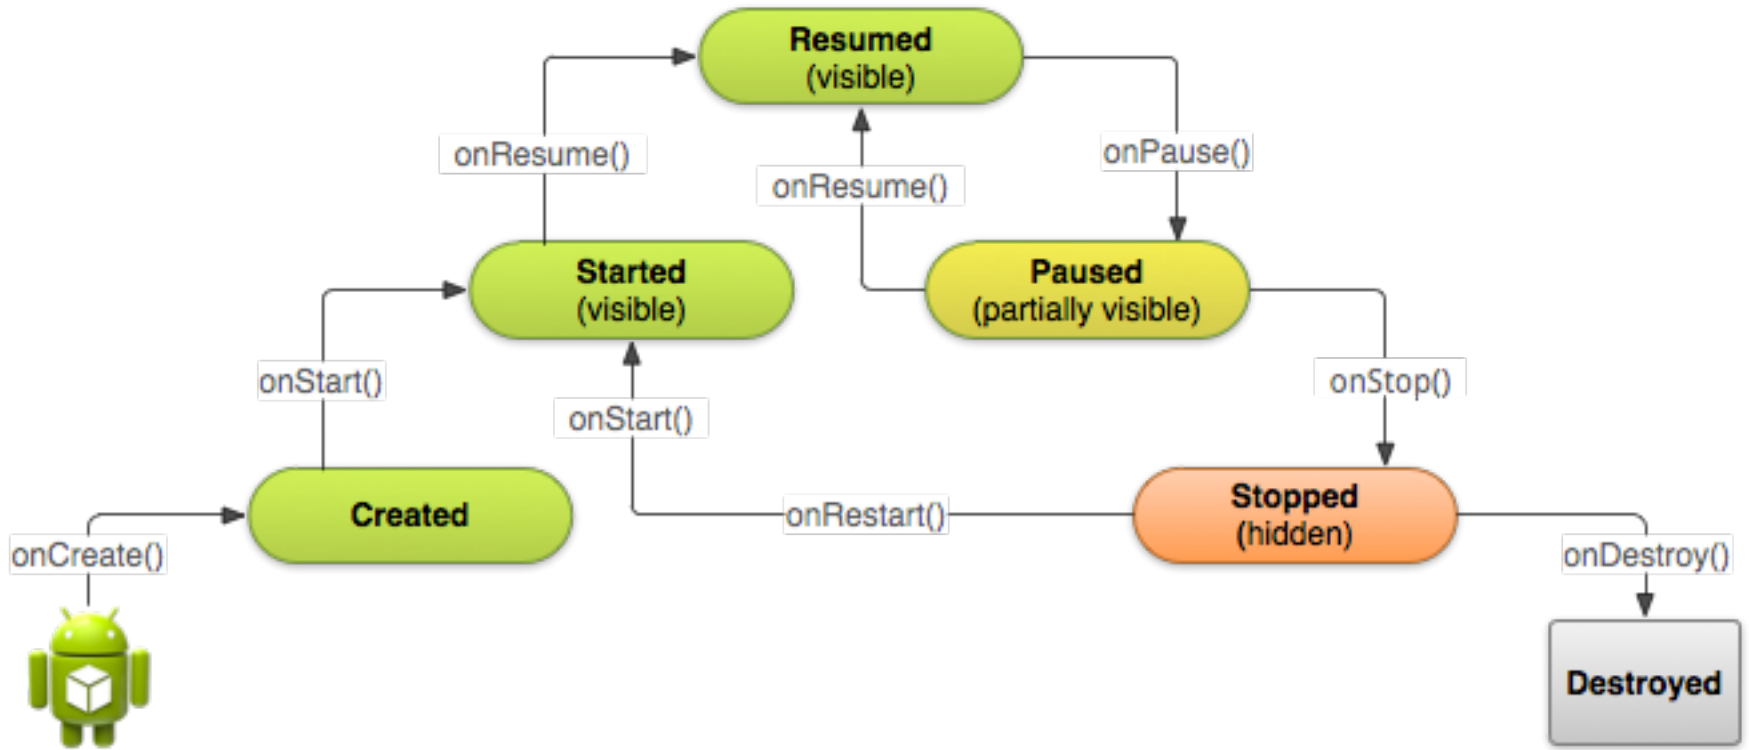 Resumed
(visible)
onResume()
onPause()
onResume()
Started
(visible)
Paused
(partially visible)
onStart()
onStop()
onStart()
Created
onRestart()
Stopped
(hidden)
onCreate()
onDestroy()
Destroyed